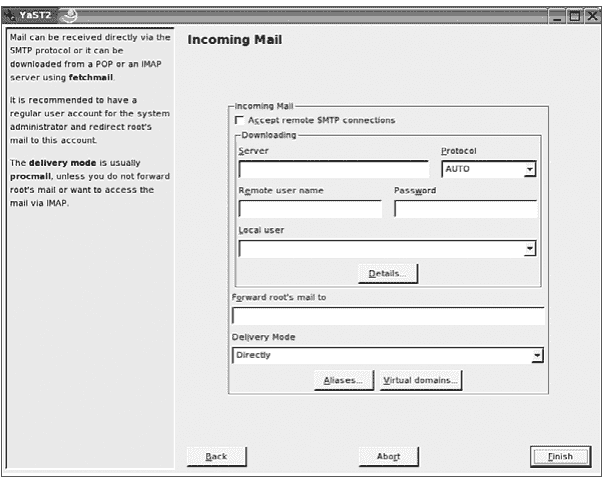 YaST2
Mail can be received directly via the
SMTP protocol or it can be
downloaded from a POP or an IMAP
server using fetchmail.
It is recommended to have a
regular user account for the system
administrator and redirect root's
mail to this account.
The delivery mode is usually
procmail, unless you do not forward
root's mail or want to access the
mail via IMAP.
Incoming Mail
Incoming Mail
Accept remote SMTP connections
Downloading
Server Protocol
AUTO
Remote user name Password
Local user
Details...
Forward root's mail to
Delivery Mode
Directly
Aliases... Virtual domains...
Back Abort Finish